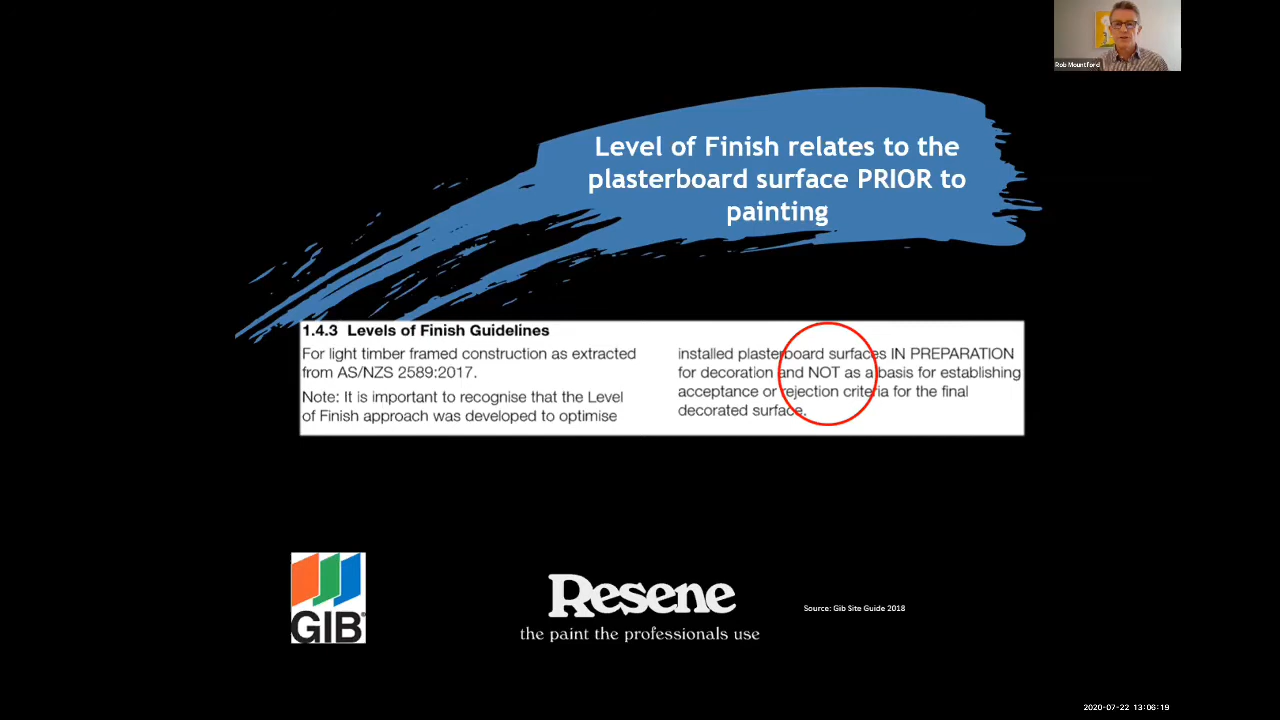 Rob Mountford
Level of Finish relates to the
plasterboard surface PRIOR to
painting
1.4.3 Levels of Finish Guidelines
For light timber framed construction as extracted
from AS/NZS 2589:2017.
Note: It is important to recognise that the Level
of Finish approach was developed to optimise
installed plasterboard surfaces IN PREPARATION
for decoration and NOT as a basis for establishing
acceptance or rejection criteria for the final
decorated surface.
GIB®
Resene
the paint the professionals use
Source: Gib Site Guide 2018
2020-07-22 13:06:19